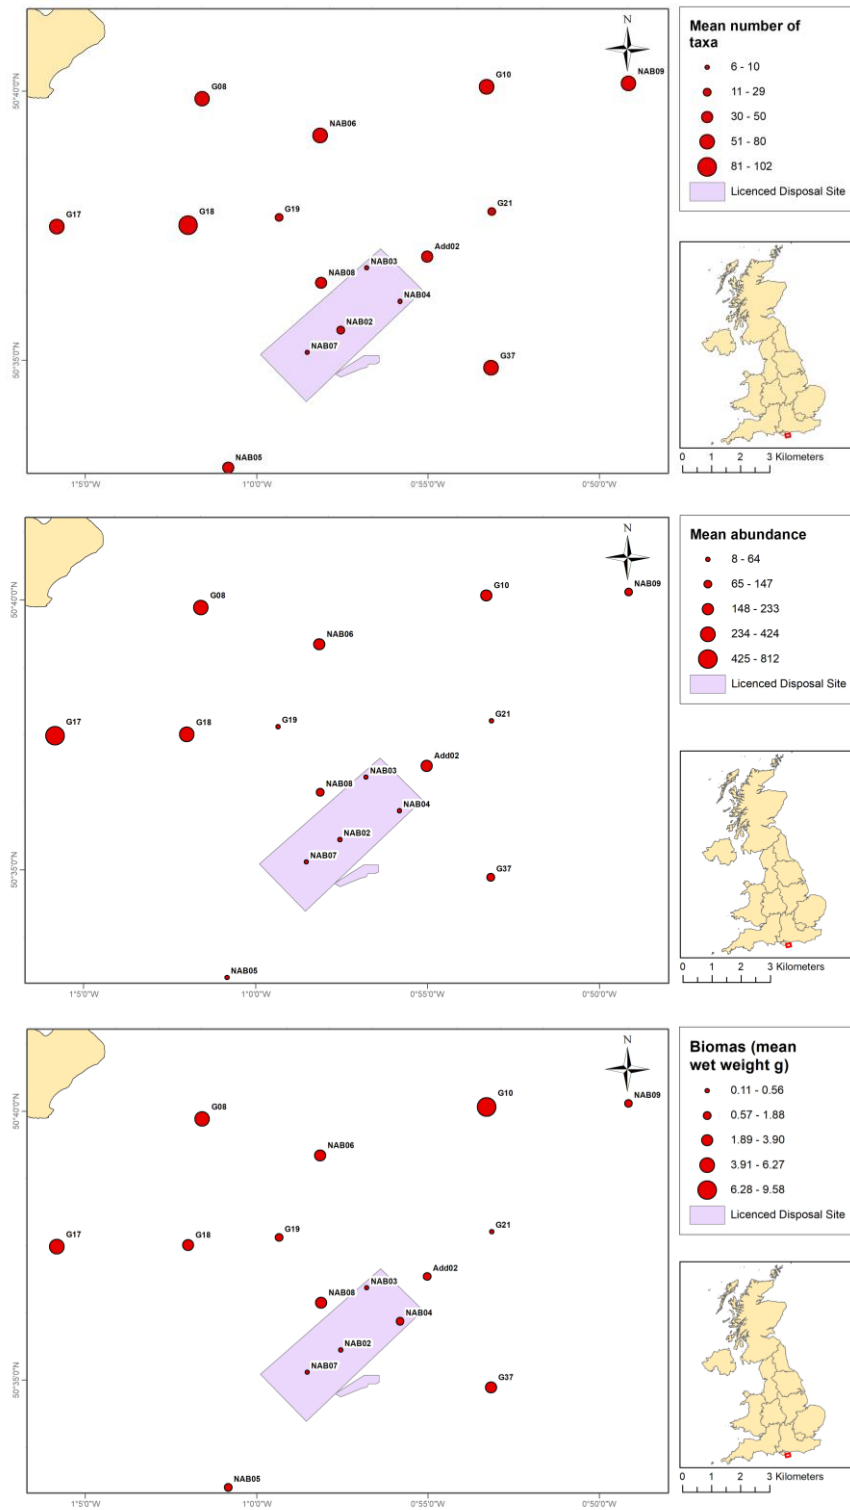 Mean number of
taxa
6 - 10
11 - 29
30 - 50
51 - 80
81 - 102
Licenced Disposal Site
N
G08
G10
NAB09
NAB06
G17
G18
G19
G21
Add02
NAB03
NAB08
NAB04
NAB02
NAB07
G37
NAB05
50°40'0"N
50°35'0"N
1°5'0"W
1°0'0"W
0°55'0"W
0°50'0"W
0 1 2 3 Kilometers
Mean abundance
8 - 64
65 - 147
148 - 233
234 - 424
425 - 812
Licenced Disposal Site
N
G08
G10
NAB09
NAB06
G17
G18
G19
G21
Add02
NAB03
NAB08
NAB04
NAB02
NAB07
G37
NAB05
50°40'0"N
50°35'0"N
1°5'0"W
1°0'0"W
0°55'0"W
0°50'0"W
0 1 2 3 Kilometers
Biomas (mean
wet weight g)
0.11 - 0.56
0.57 - 1.88
1.89 - 3.90
3.91 - 6.27
6.28 - 9.58
Licenced Disposal Site
N
G08
G10
NAB09
NAB06
G17
G18
G19
G21
Add02
NAB03
NAB08
NAB04
NAB02
NAB07
G37
NAB05
50°40'0"N
50°35'0"N
1°5'0"W
1°0'0"W
0°55'0"W
0°50'0"W
0 1 2 3 Kilometers